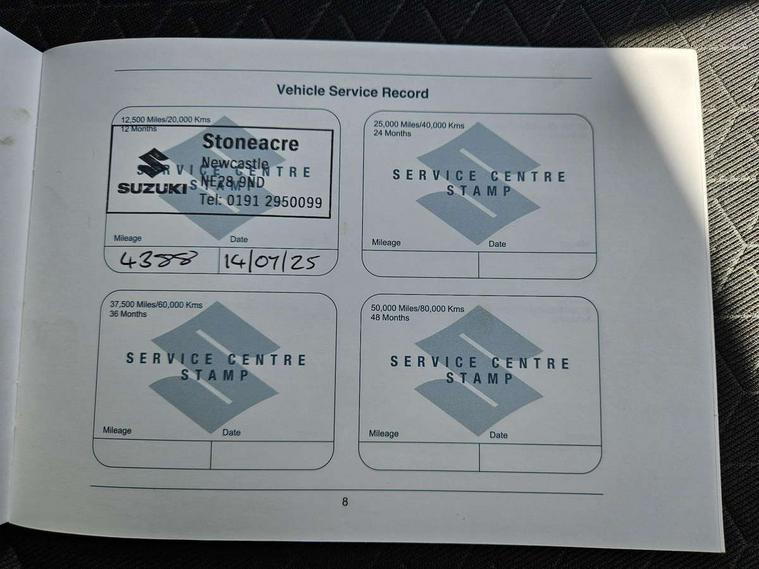 Vehicle Service Record
12,500 Miles/20,000 Kms
12 Months
Stoneacre
Newcastle
NE28 9ND
Tel: 0191 2950099
SUZUKI
SERVICE CENTRE
STAMP
Mileage Date
4388 14/07/25
25,000 Miles/40,000 Kms
24 Months
SERVICE CENTRE
STAMP
Mileage Date
37,500 Miles/60,000 Kms
36 Months
SERVICE CENTRE
STAMP
Mileage Date
50,000 Miles/80,000 Kms
48 Months
SERVICE CENTRE
STAMP
Mileage Date
8